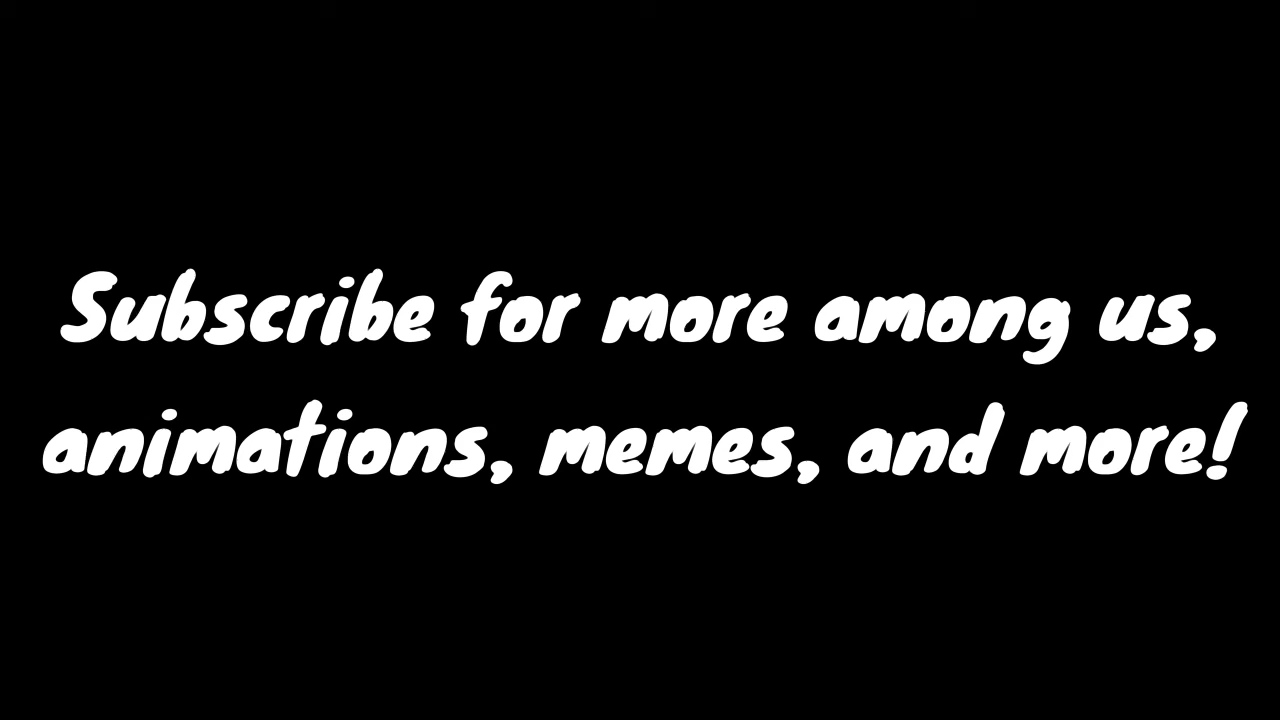 Subscribe for more among us,
animations, memes, and more!